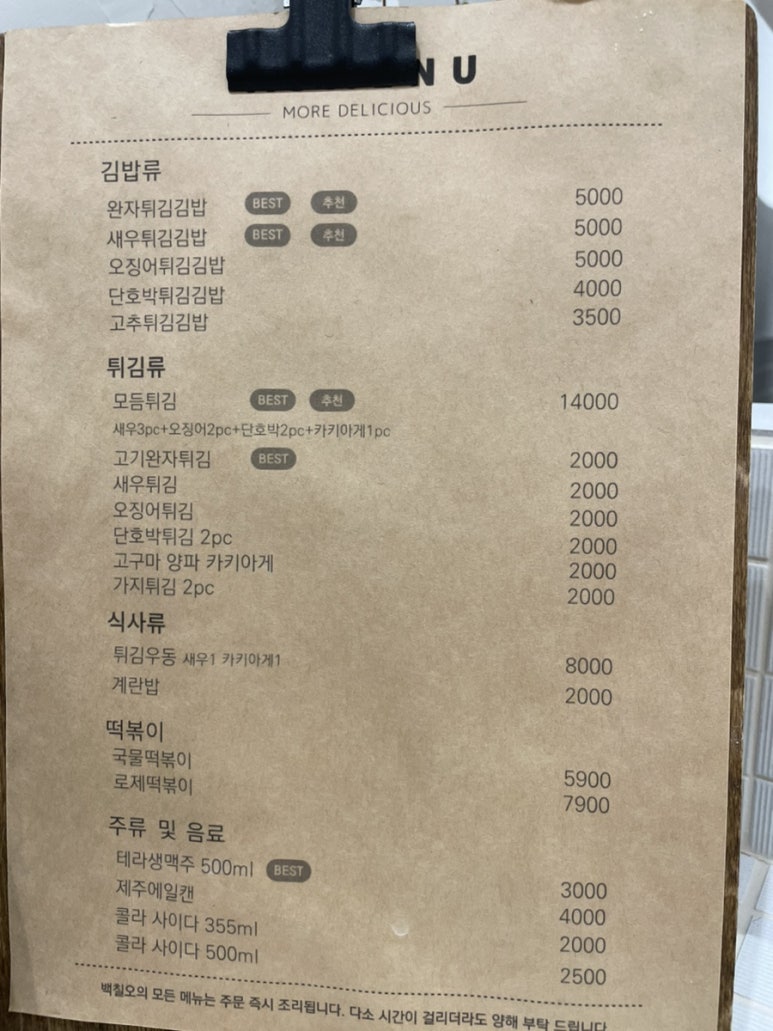 NU
MORE DELICIOUS
김밥류
완자튀김김밥 BEST 추천 5000
새우튀김김밥 BEST 추천 5000
오징어튀김김밥 5000
단호박튀김김밥 4000
고추튀김김밥 3500
튀김류
모듬튀김 BEST 추천 14000
새우3pc+오징어2pc+단호박2pc+카키아게1pc
고기완자튀김 BEST 2000
새우튀김 2000
오징어튀김 2000
단호박튀김 2pc 2000
고구마 양파 카키아게 2000
가지튀김 2pc 2000
식사류
튀김우동 새우1 카키아게1 8000
계란밥 2000
떡볶이
국물떡볶이 5900
로제떡볶이 7900
주류 및 음료
테라생맥주 500ml BEST 3000
제주에일캔 4000
콜라 사이다 355ml 2000
콜라 사이다 500ml 2500
백칠오의 모든 메뉴는 주문 즉시 조리됩니다. 다소 시간이 걸리더라도 양해 부탁 드립니다